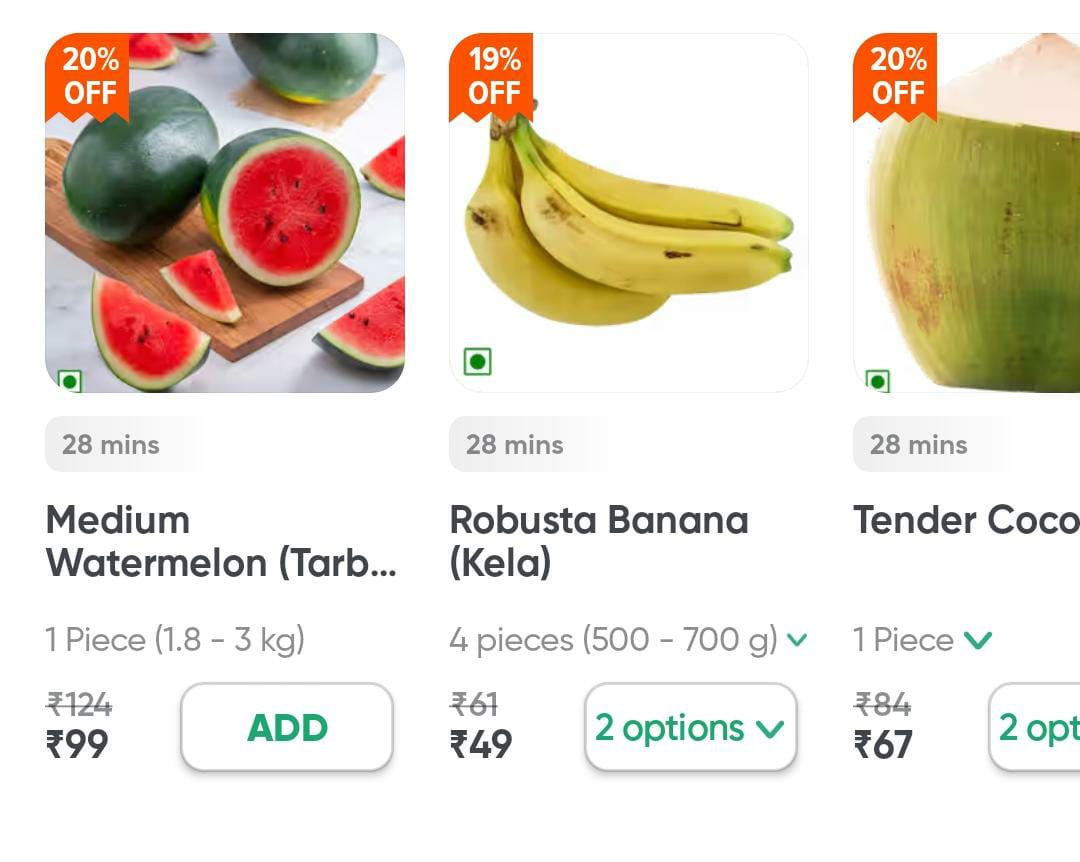 20%
OFF
19%
OFF
20%
OFF
28 mins
28 mins
28 mins
Medium
Watermelon (Tarb...
Robusta Banana
(Kela)
Tender Coco
1 Piece (1.8 - 3 kg)
4 pieces (500 - 700 g)
1 Piece
₹124
₹99
ADD
₹61
₹49
2 options
₹84
₹67
2 opt